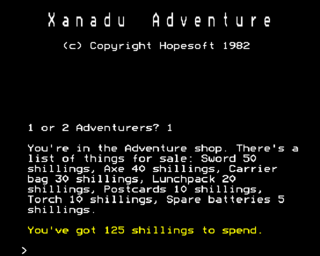 Xanadu Adventure
(c) Copyright Hopesoft 1982
1 or 2 Adventurers? 1
You're in the Adventure shop. There's a
list of things for sale: Sword 50
shillings, Axe 40 shillings, Carrier
bag 30 shillings, Lunchpack 20
shillings, Postcards 10 shillings,
Torch 10 shillings, Spare batteries 5
shillings.
You've got 125 shillings to spend.
>